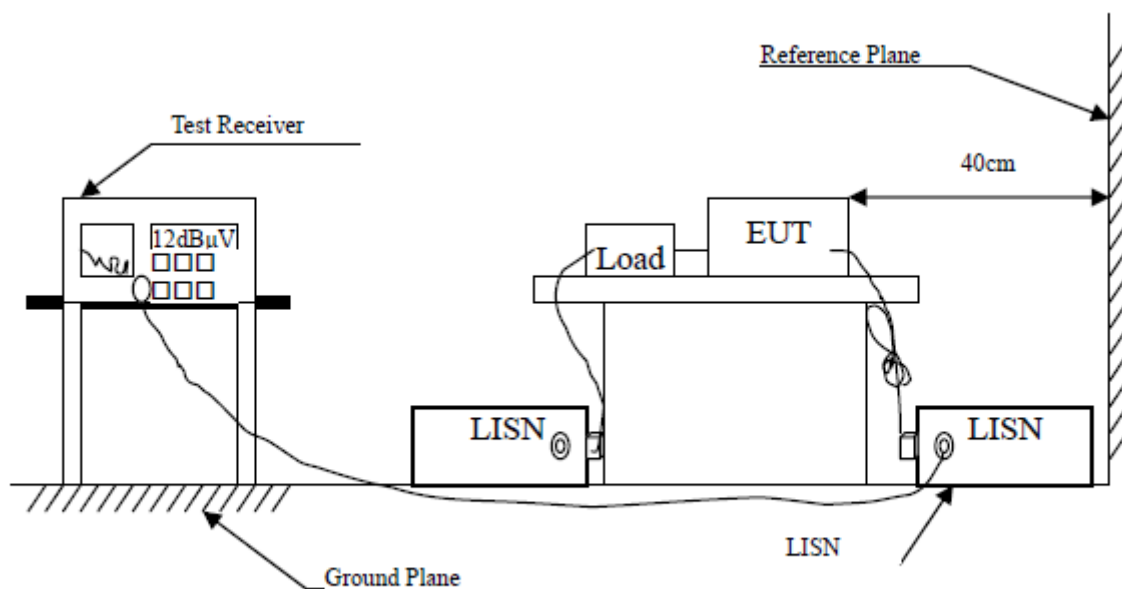 Reference Plane
Test Receiver
40cm
12dBµV
EUT
Load
LISN
LISN
LISN
Ground Plane